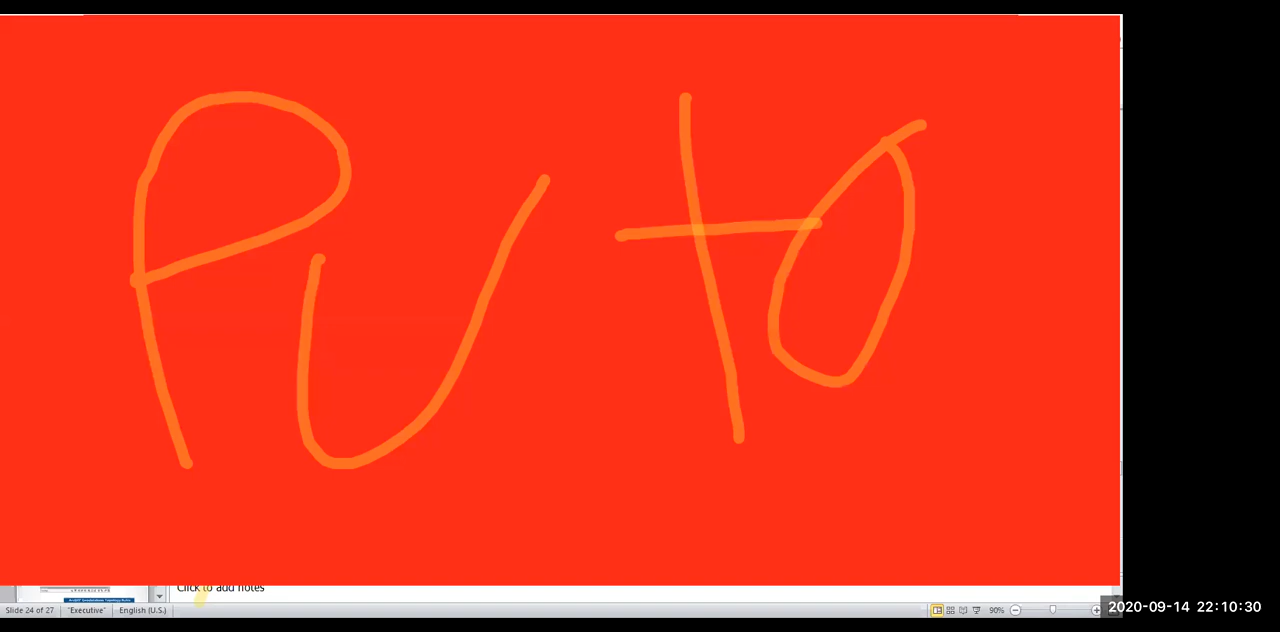 Puto
Click to add notes
Slide 24 of 27 "Executive" English (U.S.) 90%
2020-09-14 22:10:30